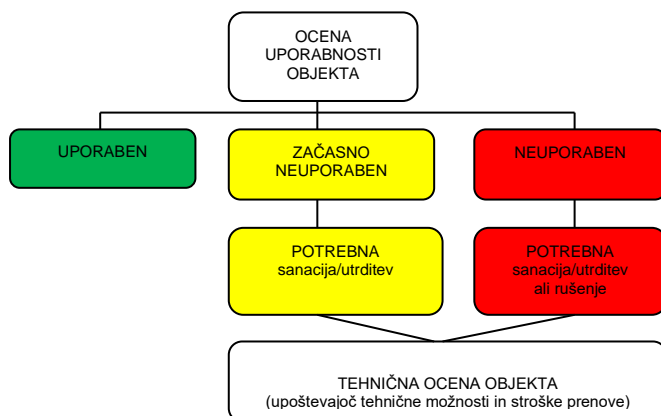 OCENA
UPORABNOSTI
OBJEKTA
UPORABEN
ZAČASNO
NEUPORABEN
NEUPORABEN
POTREBNA
sanacija/utrditev
POTREBNA
sanacija/utrditev
ali rušenje
TEHNIČNA OCENA OBJEKTA
(upoštevajoč tehnične možnosti in stroške prenove)